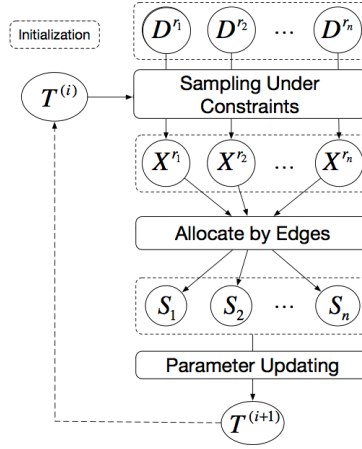 Initialization
D^{r_1} D^{r_2} ... D^{r_n}
T^{(i)}
Sampling Under
Constraints
X^{r_1} X^{r_2} ... X^{r_n}
Allocate by Edges
S_1 S_2 ... S_n
Parameter Updating
T^{(i+1)}